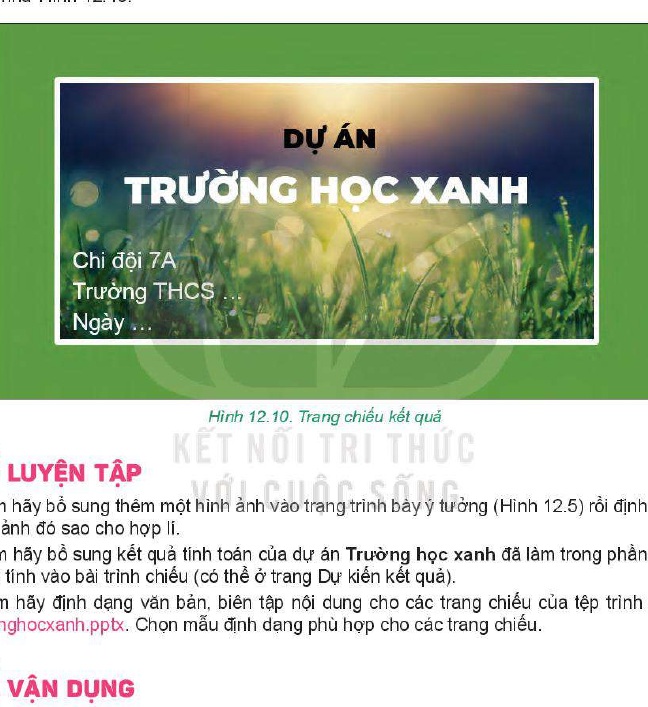 Hình 12.10.
DỰ ÁN
TRƯỜNG HỌC XANH
Chi đội 7A
Trường THCS ...
Ngày ...
Hình 12.10. Trang chiếu kết quả
KẾT NỐI TRI THỨC
VỚI CUỘC SỐNG
LUYỆN TẬP
hãy bổ sung thêm một hình ảnh vào trang trình bày ý tưởng (Hình 12.5) rồi định
ảnh đó sao cho hợp lí.
hãy bổ sung kết quả tính toán của dự án Trường học xanh đã làm trong phần
tính vào bài trình chiếu (có thể ở trang Dự kiến kết quả).
hãy định dạng văn bản, biên tập nội dung cho các trang chiếu của tệp trình
nghocxanh.pptx. Chọn mẫu định dạng phù hợp cho các trang chiếu.
VẬN DỤNG